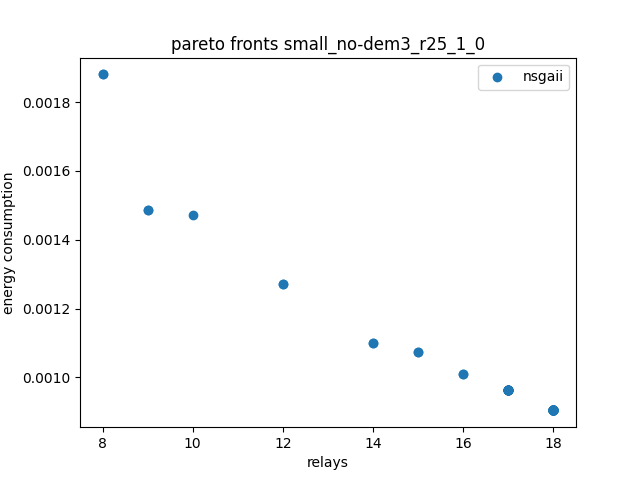 pareto fronts small_no-dem3_r25_1_0
nsgaii
0.0018
0.0016
0.0014
0.0012
0.0010
energy consumption
8
10
12
14
16
18
relays